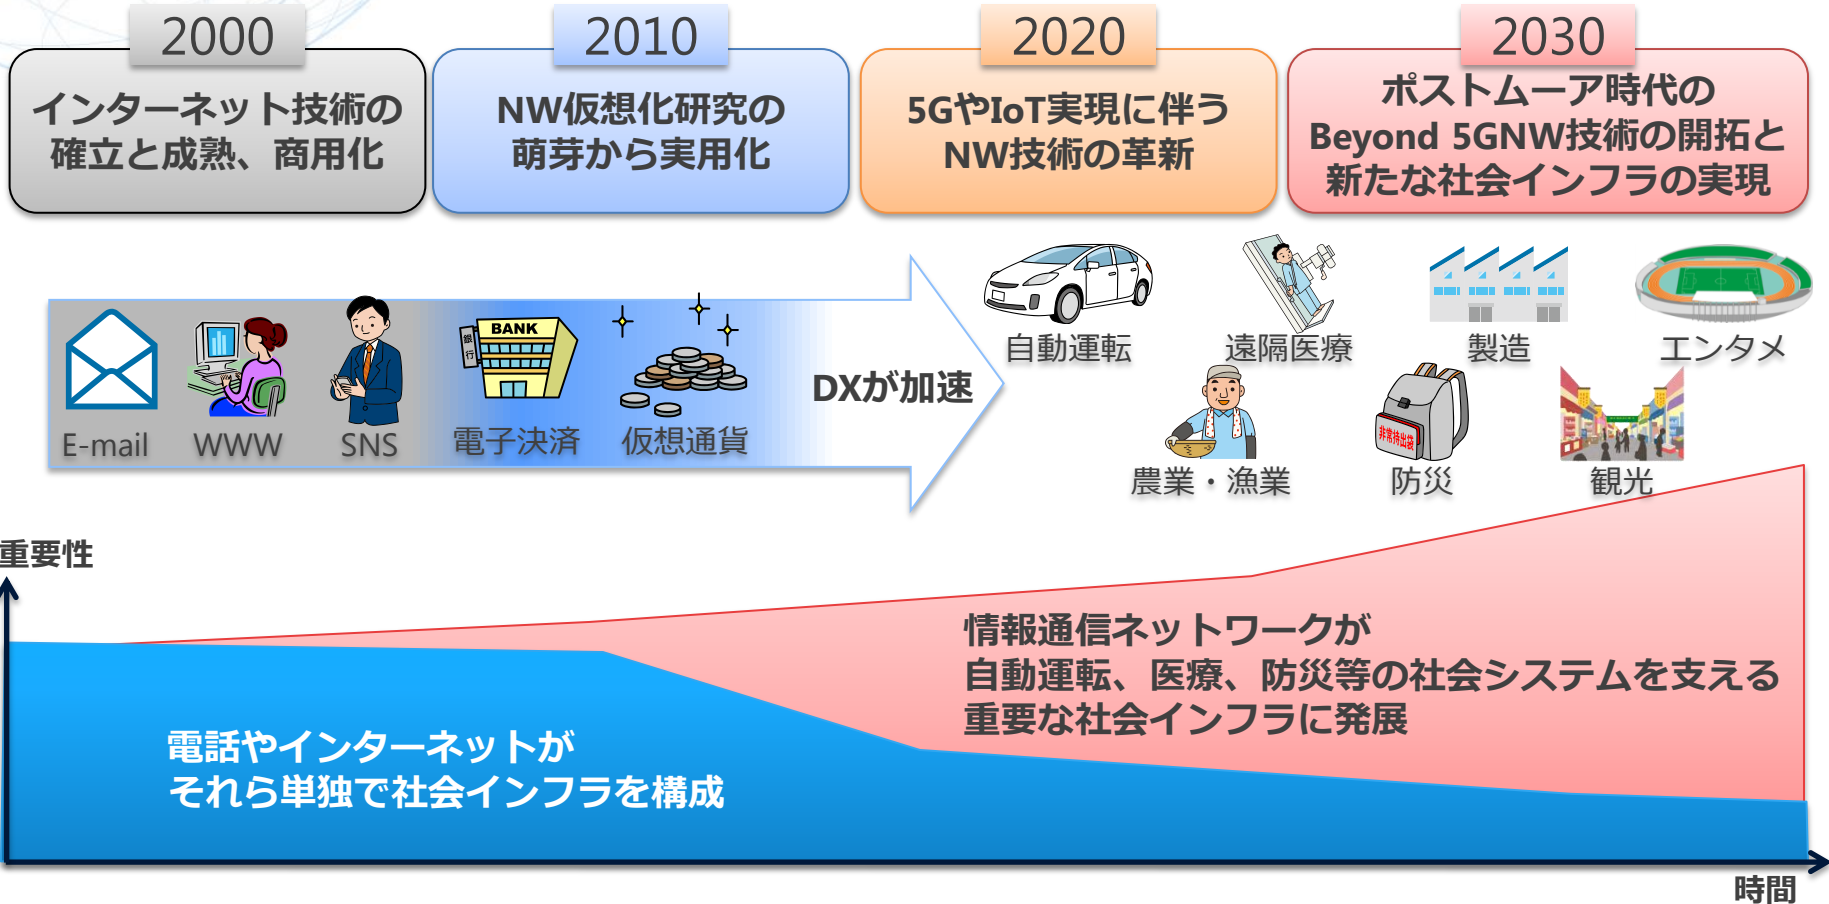 2000
インターネット技術の
確立と成熟、商用化
2010
NW仮想化研究の
萌芽から実用化
2020
5GやIoT実現に伴う
NW技術の革新
2030
ポストムーア時代の
Beyond 5GNW技術の開拓と
新たな社会インフラの実現
E-mail
WWW
SNS
銀行
BANK
電子決済
仮想通貨
DXが加速
自動運転
遠隔医療
製造
エンタメ
農業・漁業
非常持出袋
防災
観光
重要性
情報通信ネットワークが
自動運転、医療、防災等の社会システムを支える
重要な社会インフラに発展
電話やインターネットが
それら単独で社会インフラを構成
時間